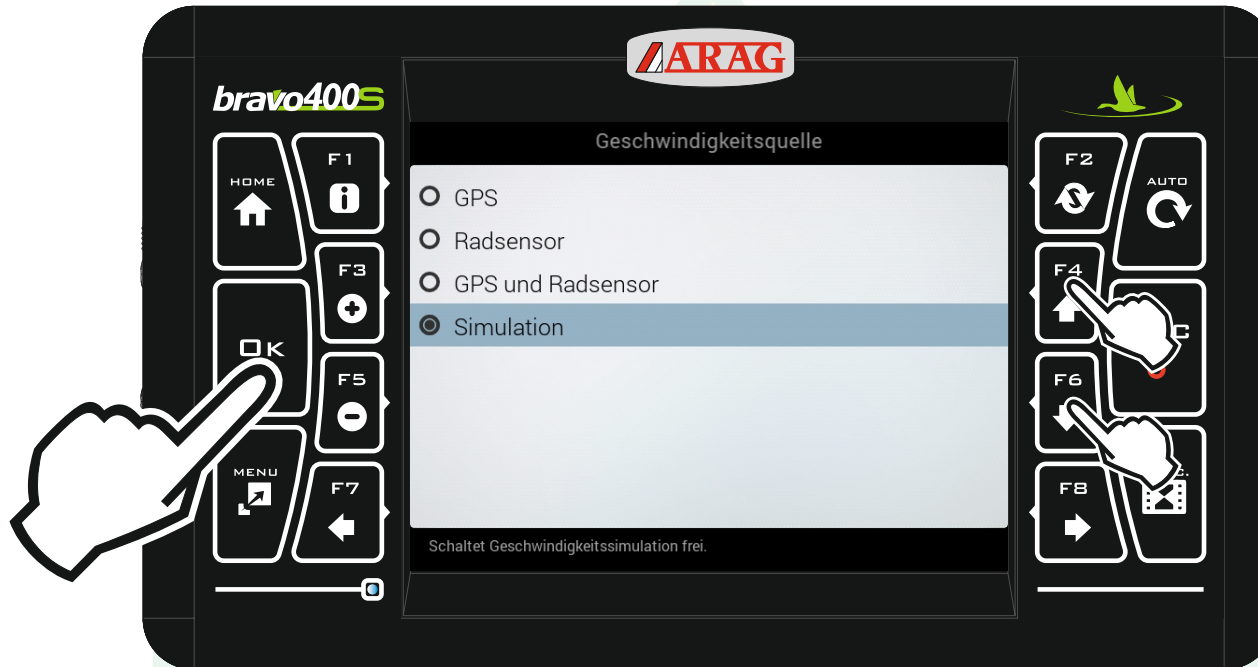 ARAG
bravo400S
Geschwindigkeitsquelle
HOME
F1
F2
AUTO
GPS
Radsensor
GPS und Radsensor
Simulation
F3
F4
C
OK
F5
F6
MENU
F7
F8
C.
Schaltet Geschwindigkeitssimulation frei.